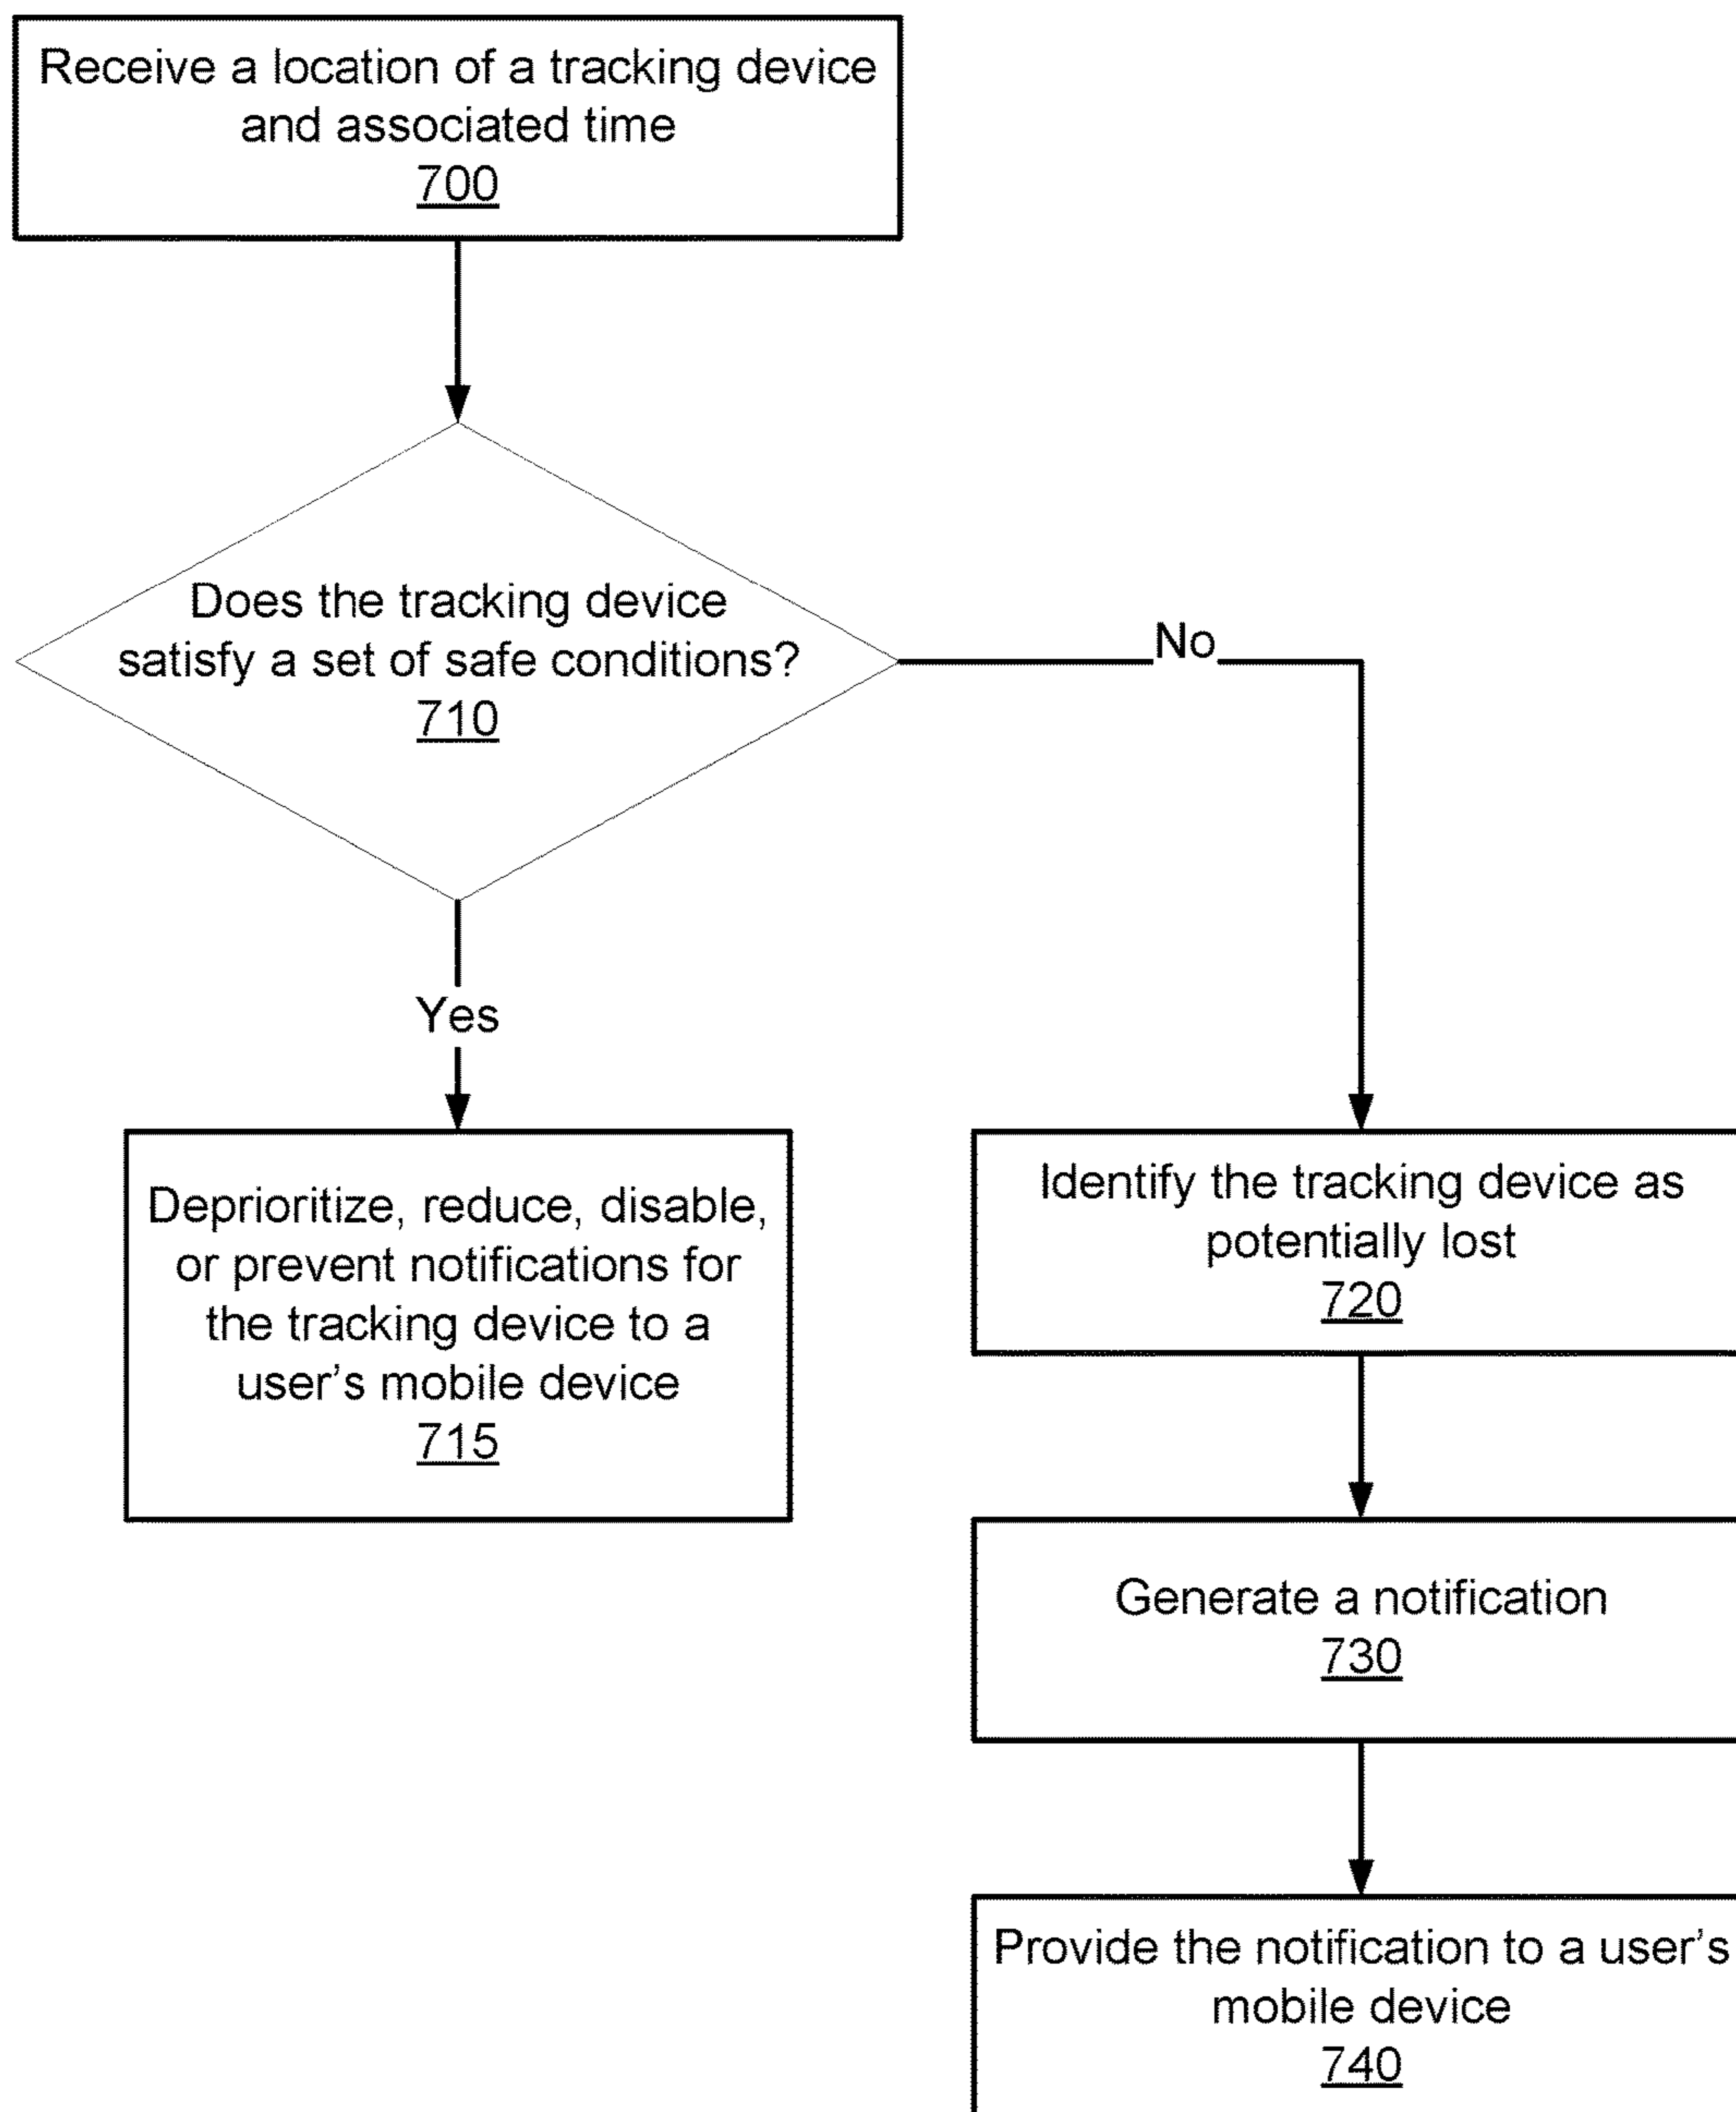 Receive a location of a tracking device
and associated time
700
Does the tracking device
satisfy a set of safe conditions?
710
No
Yes
Deprioritize, reduce, disable,
or prevent notifications for
the tracking device to a
user's mobile device
715
Identify the tracking device as
potentially lost
720
Generate a notification
730
Provide the notification to a user's
mobile device
740